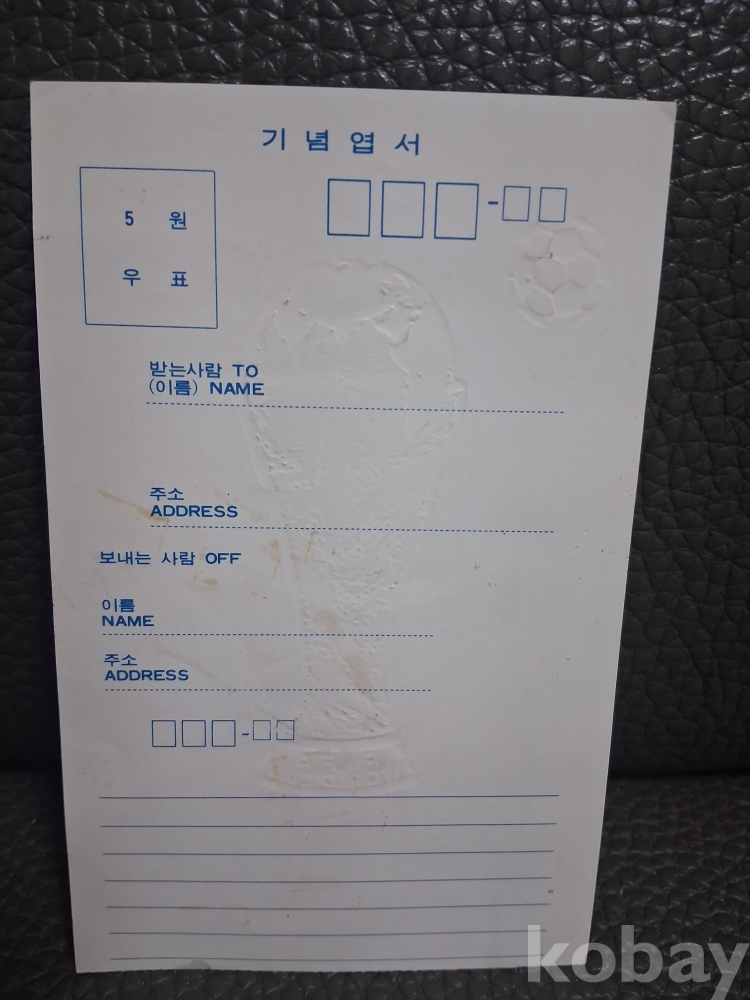 기념엽서
5 원
우 표
받는사람 TO
(이름) NAME
주소
ADDRESS
보내는 사람 OFF
이름
NAME
주소
ADDRESS
kobay